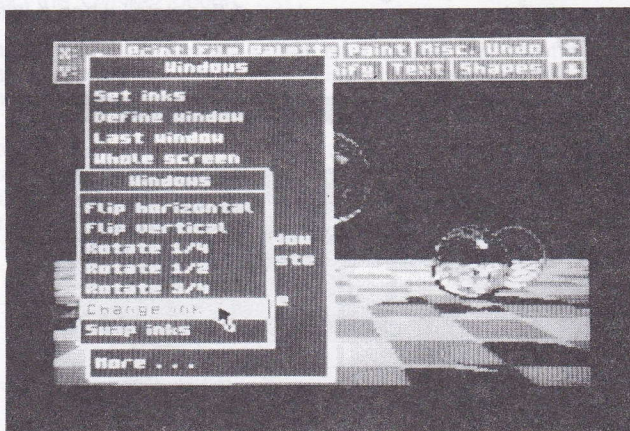 X: Print File Palette Paint Misc. Undo
Y: Text Shapes
Windows
Set inks
Define window
Last window
Whole screen
Windows
Flip horizontal
Flip vertical
Rotate 1/4
Rotate 1/2
Rotate 3/4
Change ink
Swap inks
More . . .